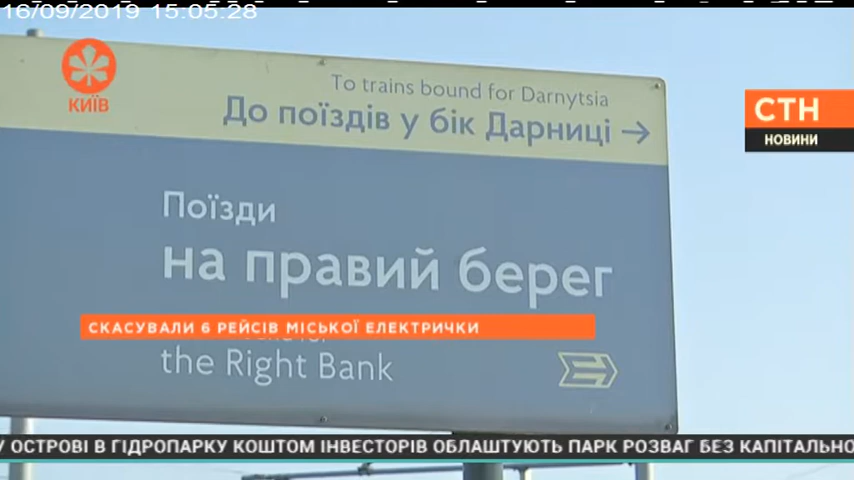 16/09/2019 15:05:28
КИЇВ
To trains bound for Darnytsia
До поїздів у бік Дарниці →
СТН
НОВИНИ
Поїзди
на правий берег
СКАСУВАЛИ 6 РЕЙСІВ МІСЬКОЇ ЕЛЕКТРИЧКИ
the Right Bank
У ОСТРОВІ В ГІДРОПАРКУ КОШТОМ ІНВЕСТОРІВ ОБЛАШТУЮТЬ ПАРК РОЗВАГ БЕЗ КАПІТАЛЬНО